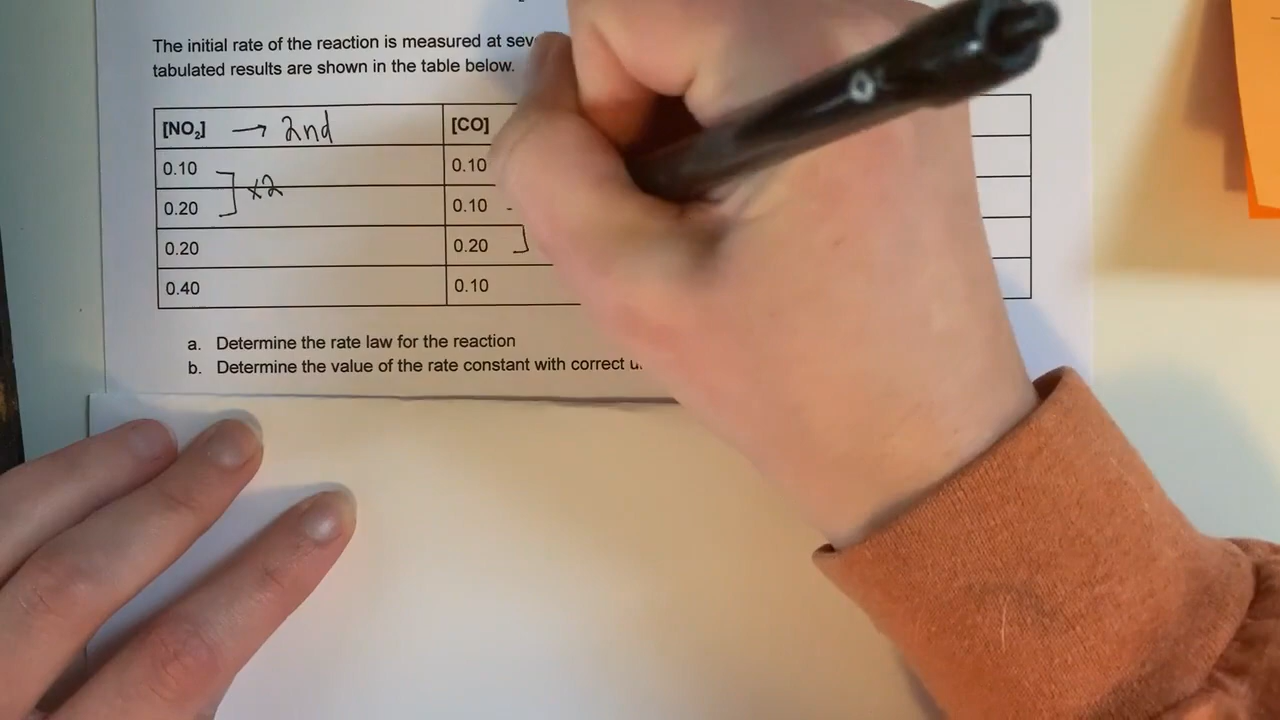 The initial rate of the reaction is measured at
tabulated results are shown in the table below.
[NO₂] → 2nd [CO]
0.10 0.10
x2
0.20 0.10
0.20 0.20
0.40 0.10
a. Determine the rate law for the reaction
b. Determine the value of the rate constant with correct